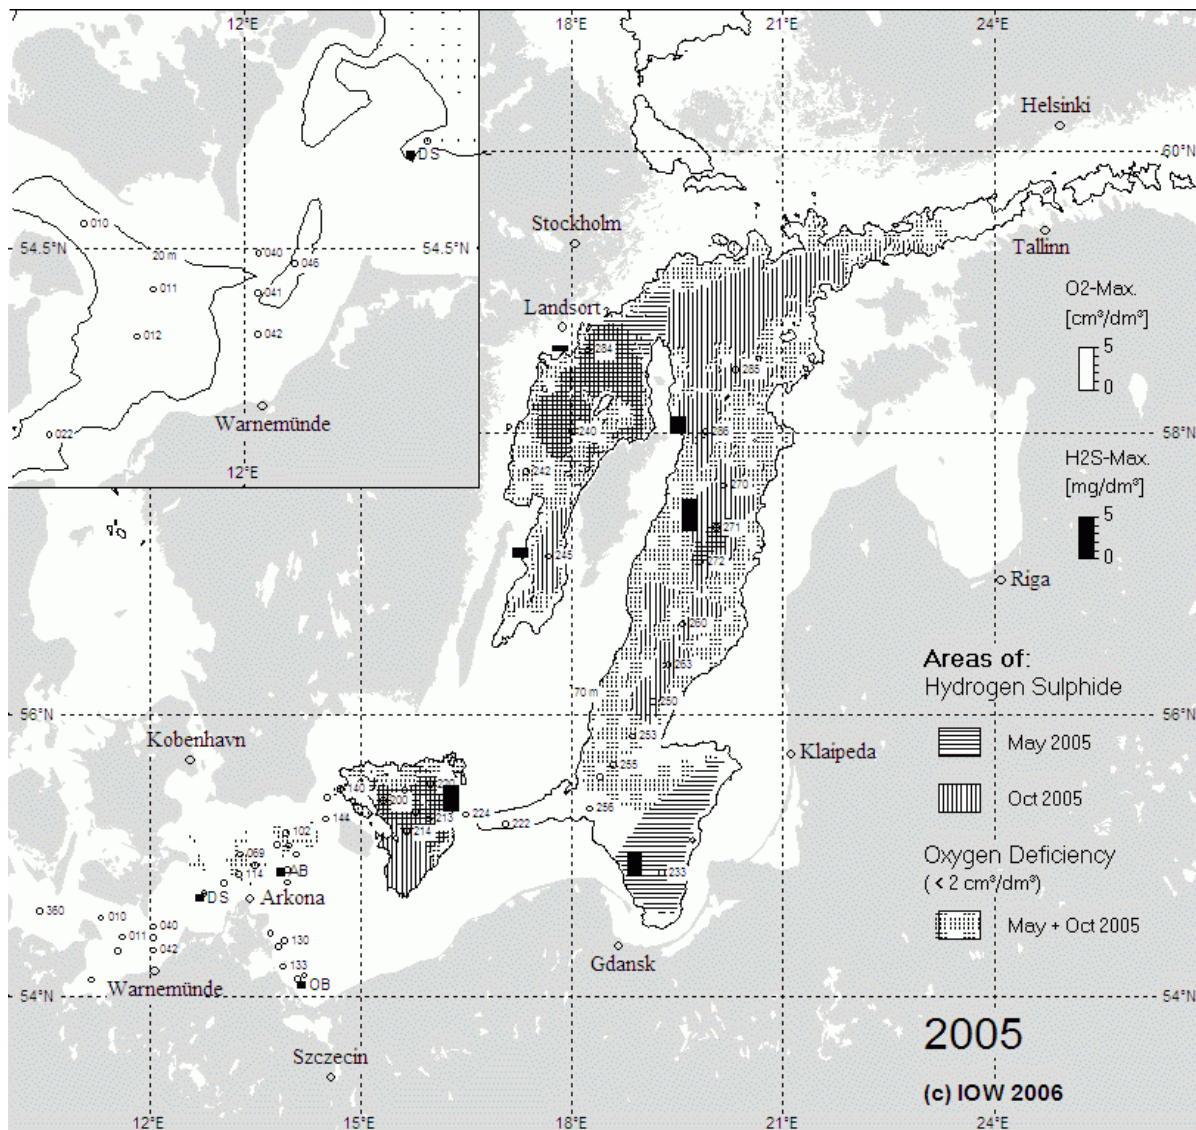 12°E
18°E
21°E
24°E
Helsinki
60°N
DS
010
Stockholm
54.5°N
20 m
040
54.5°N
046
Tallinn
011
041
O2-Max.
[cm³/dm³]
Landsort
5
0
012
042
284
285
Warnemünde
022
240
286
58°N
12°E
242
H2S-Max.
[mg/dm³]
5
0
270
271
245
272
Riga
260
Areas of:
Hydrogen Sulphide
263
70 m
250
56°N
56°N
253
May 2005
Kobenhavn
Klaipeda
255
140
220
200
Oct 2005
256
144
213
224
222
214
102
069
Oxygen Deficiency
(< 2 cm³/dm³)
114
AB
233
DS
Arkona
360
010
040
May + Oct 2005
011
130
042
Gdansk
133
Warnemünde
OB
54°N
54°N
2005
Szczecin
(c) IOW 2006
12°E
15°E
18°E
21°E
24°E